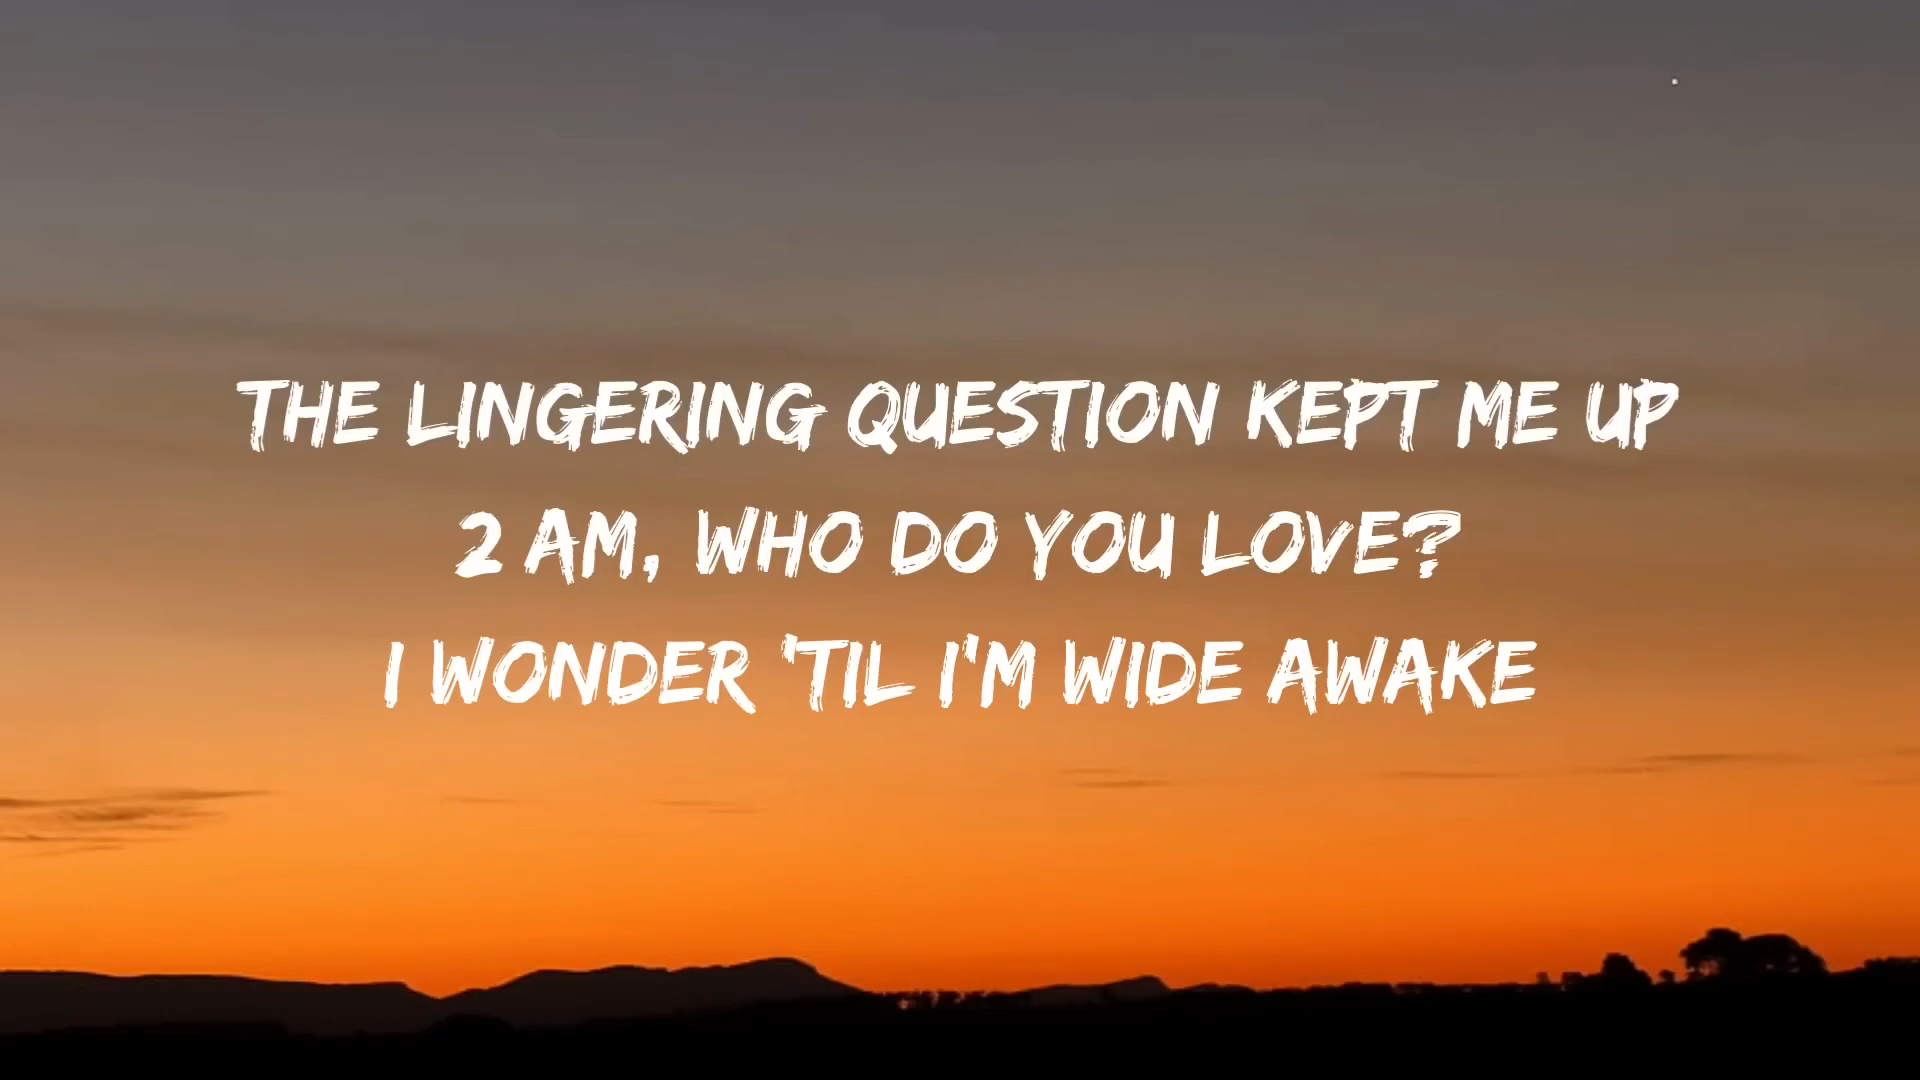 THE LINGERING QUESTION KEPT ME UP
2 AM, WHO DO YOU LOVE?
I WONDER 'TIL I'M WIDE AWAKE